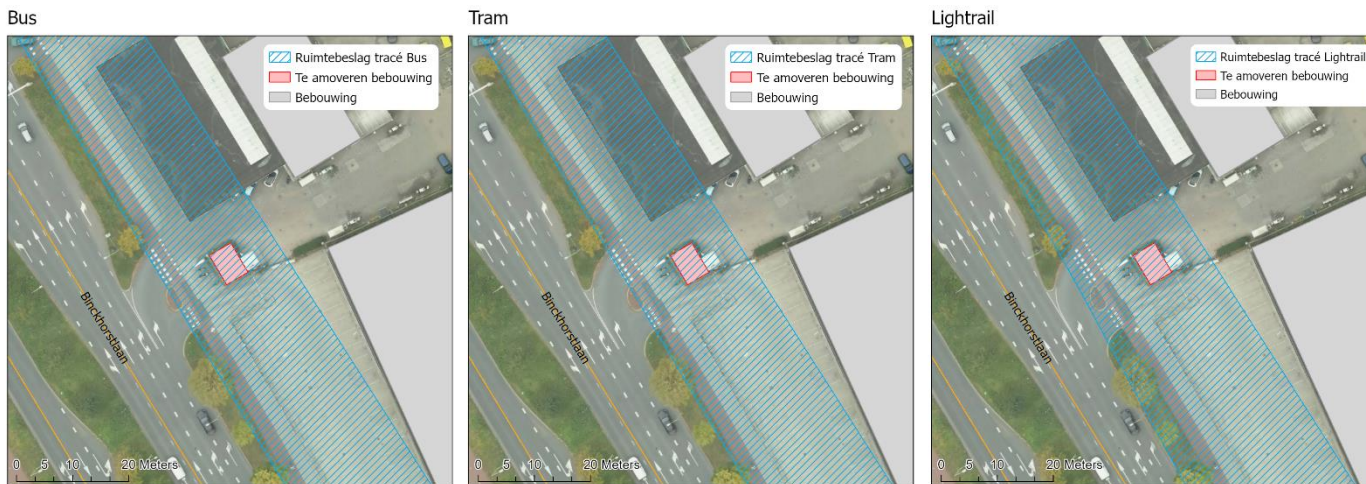 Bus
Ruimtebeslag tracé Bus
Te amoveren bebouwing
Bebouwing
Binckhorstlaan
0 5 10 20 Meters
Tram
Ruimtebeslag tracé Tram
Te amoveren bebouwing
Bebouwing
Binckhorstlaan
0 5 10 20 Meters
Lightrail
Ruimtebeslag tracé Lightrail
Te amoveren bebouwing
Bebouwing
Binckhorstlaan
0 5 10 20 Meters